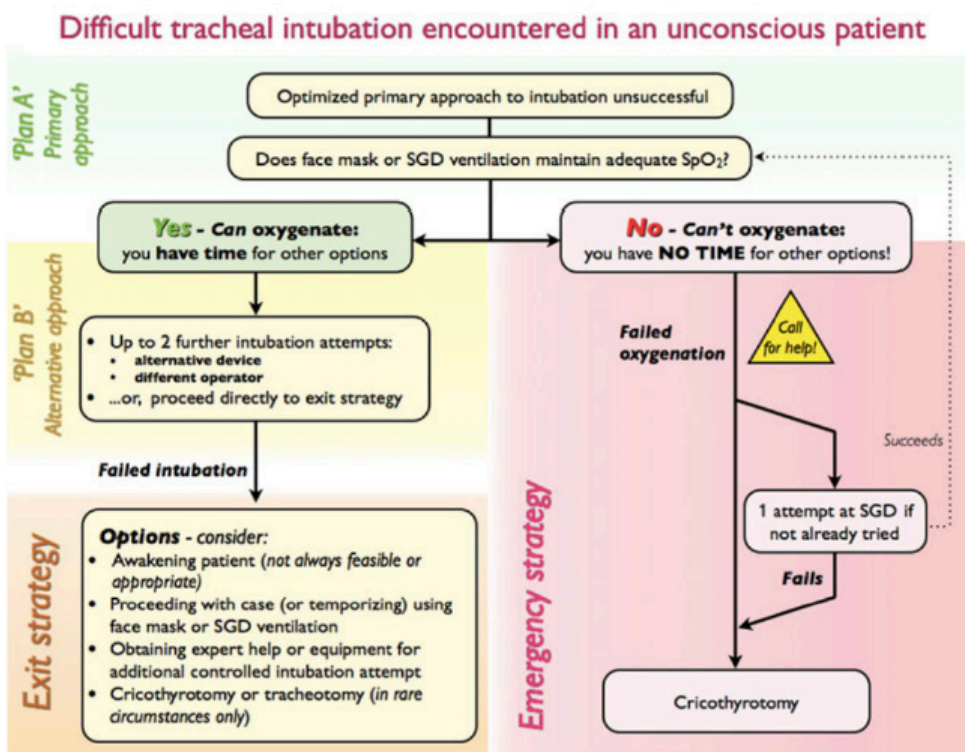 Difficult tracheal intubation encountered in an unconscious patient
'Plan A'
Primary
approach
Optimized primary approach to intubation unsuccessful
Does face mask or SGD ventilation maintain adequate SpO₂?
Yes - Can oxygenate:
you have time for other options
No - Can't oxygenate:
you have NO TIME for other options!
'Plan B'
Alternative approach
• Up to 2 further intubation attempts:
• alternative device
• different operator
• ...or, proceed directly to exit strategy
Failed
oxygenation
Call
for help!
Succeeds
Failed intubation
1 attempt at SGD if
not already tried
Fails
Exit strategy
Options - consider:
• Awakening patient (not always feasible or
appropriate)
• Proceeding with case (or temporizing) using
face mask or SGD ventilation
• Obtaining expert help or equipment for
additional controlled intubation attempt
• Cricothyrotomy or tracheotomy (in rare
circumstances only)
Emergency strategy
Cricothyrotomy